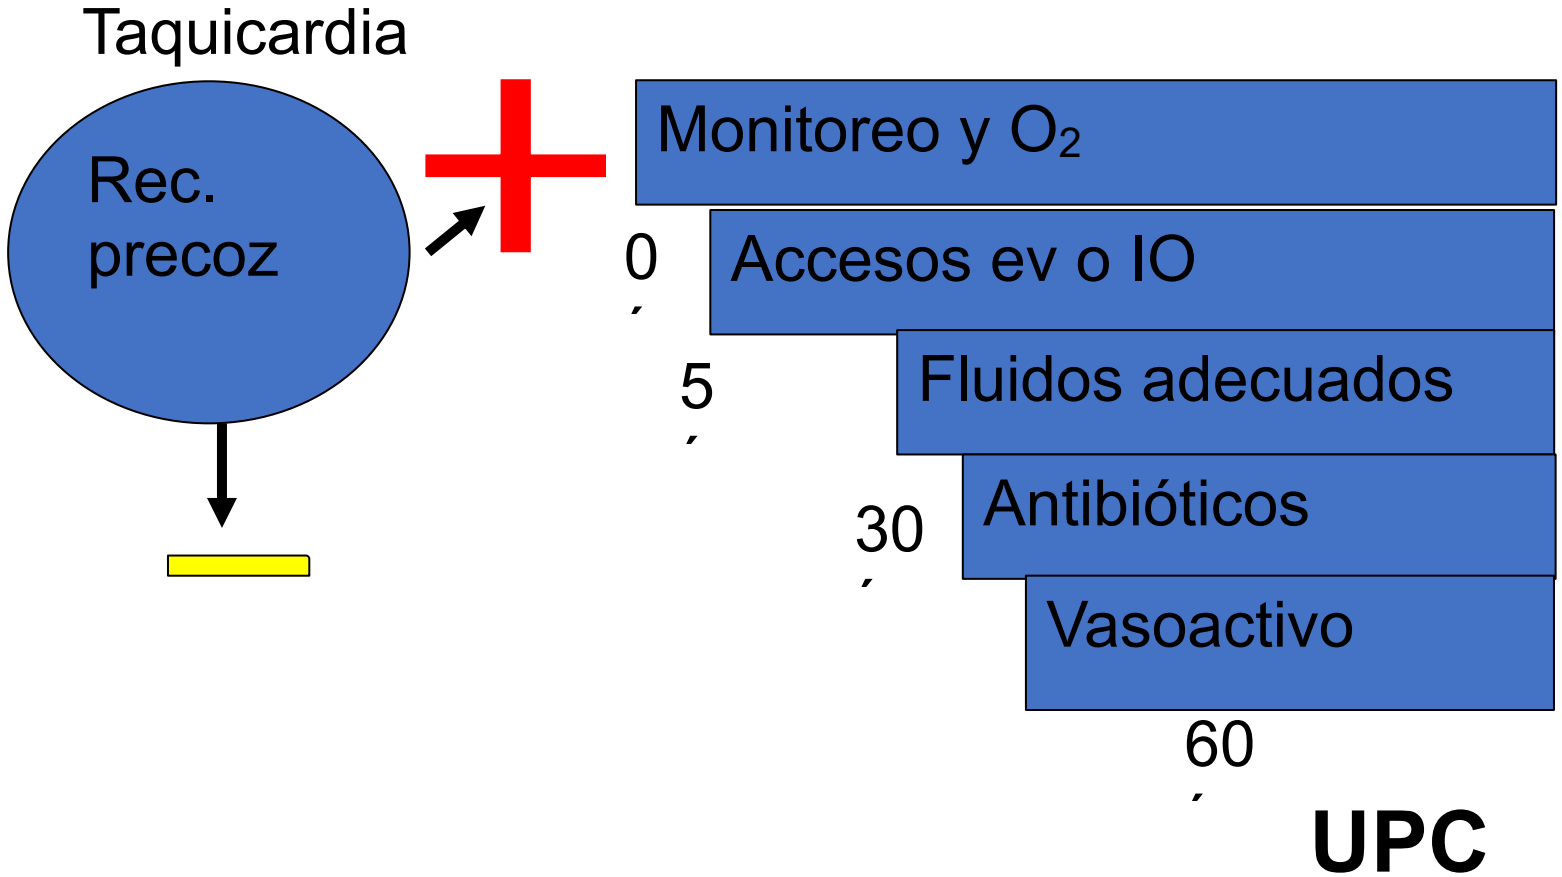 Taquicardia
Rec.
precoz
Monitoreo y O₂
0
´
Accesos ev o IO
5
´
Fluidos adecuados
30
´
Antibióticos
Vasoactivo
60
´
UPC